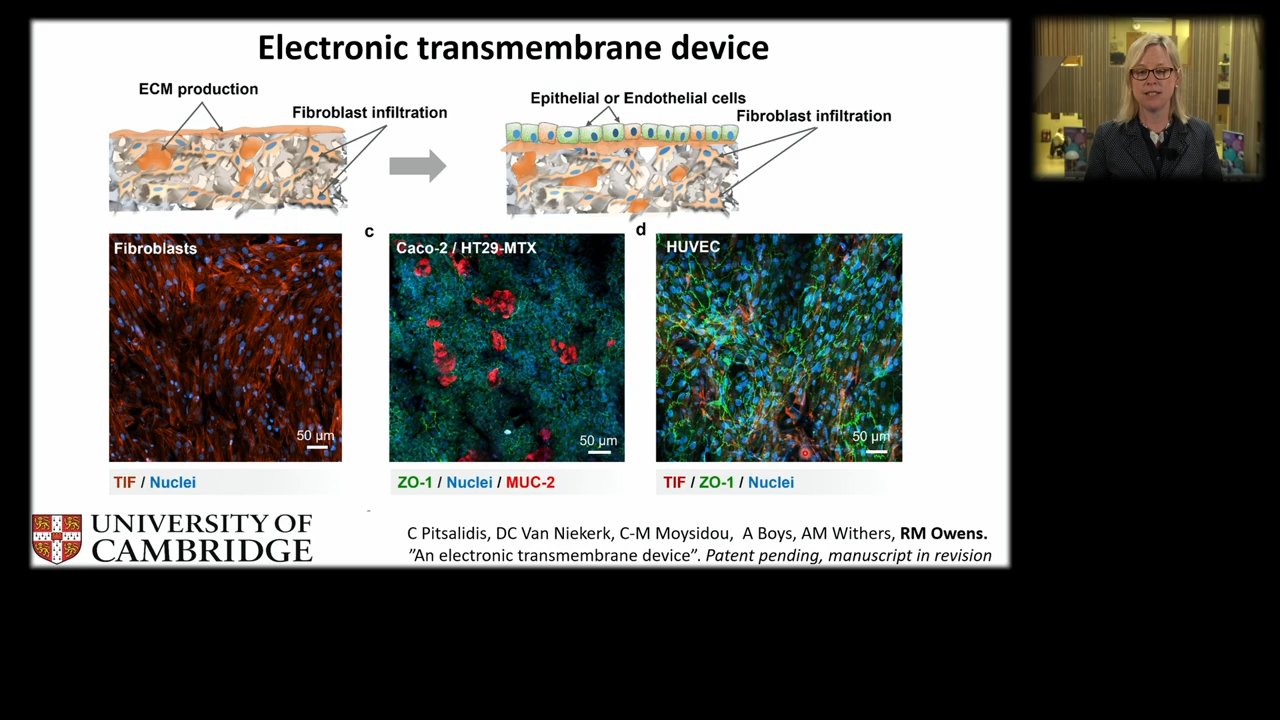 Electronic transmembrane device
ECM production
Fibroblast infiltration
Epithelial or Endothelial cells
Fibroblast infiltration
Fibroblasts
50 µm
TIF / Nuclei
c
Caco-2 / HT29-MTX
50 µm
ZO-1 / Nuclei / MUC-2
d
HUVEC
50 µm
TIF / ZO-1 / Nuclei
UNIVERSITY OF
CAMBRIDGE
C Pitsalidis, DC Van Niekerk, C-M Moysidou, A Boys, AM Withers, RM Owens.
”An electronic transmembrane device”. Patent pending, manuscript in revision